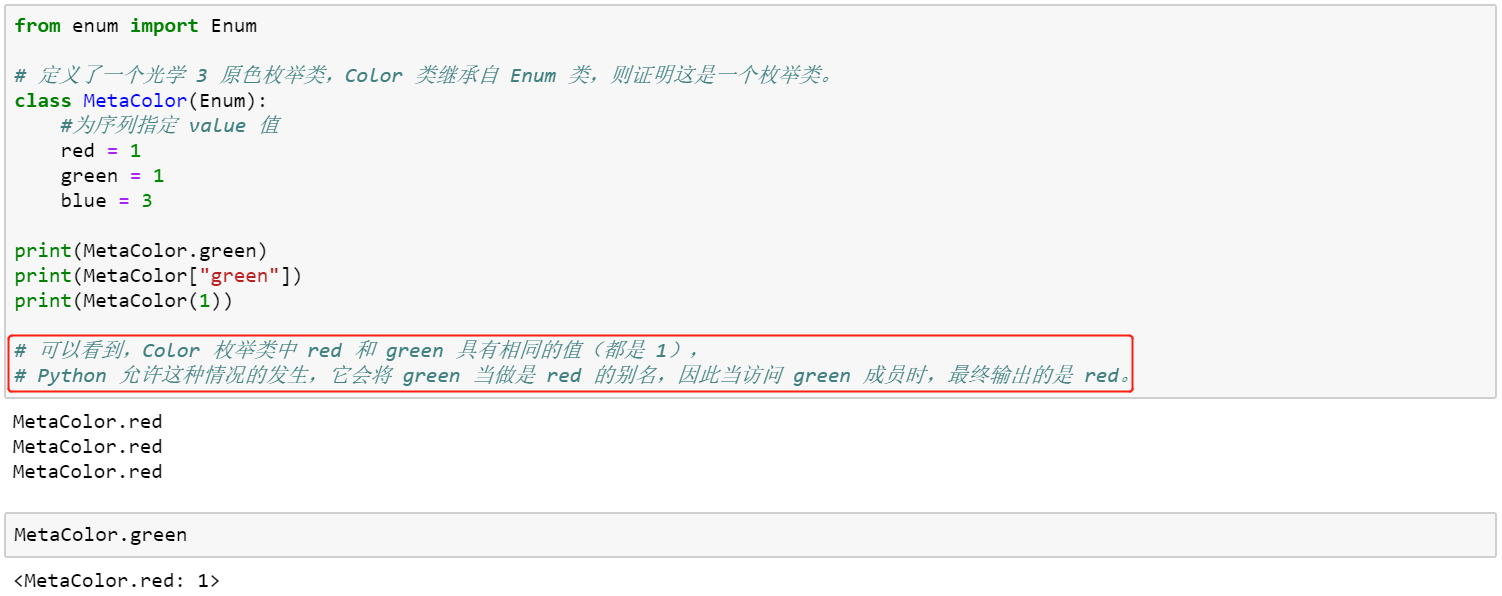 from enum import Enum
# 定义了一个光学 3 原色枚举类，Color 类继承自 Enum 类，则证明这是一个枚举类。
class MetaColor(Enum):
    #为序列指定 value 值
    red = 1
    green = 1
    blue = 3
print(MetaColor.green)
print(MetaColor["green"])
print(MetaColor(1))
# 可以看到，Color 枚举类中 red 和 green 具有相同的值（都是 1），
# Python 允许这种情况的发生，它会将 green 当做是 red 的别名，因此当访问 green 成员时，最终输出的是 red。
MetaColor.red
MetaColor.red
MetaColor.red
MetaColor.green
<MetaColor.red: 1>